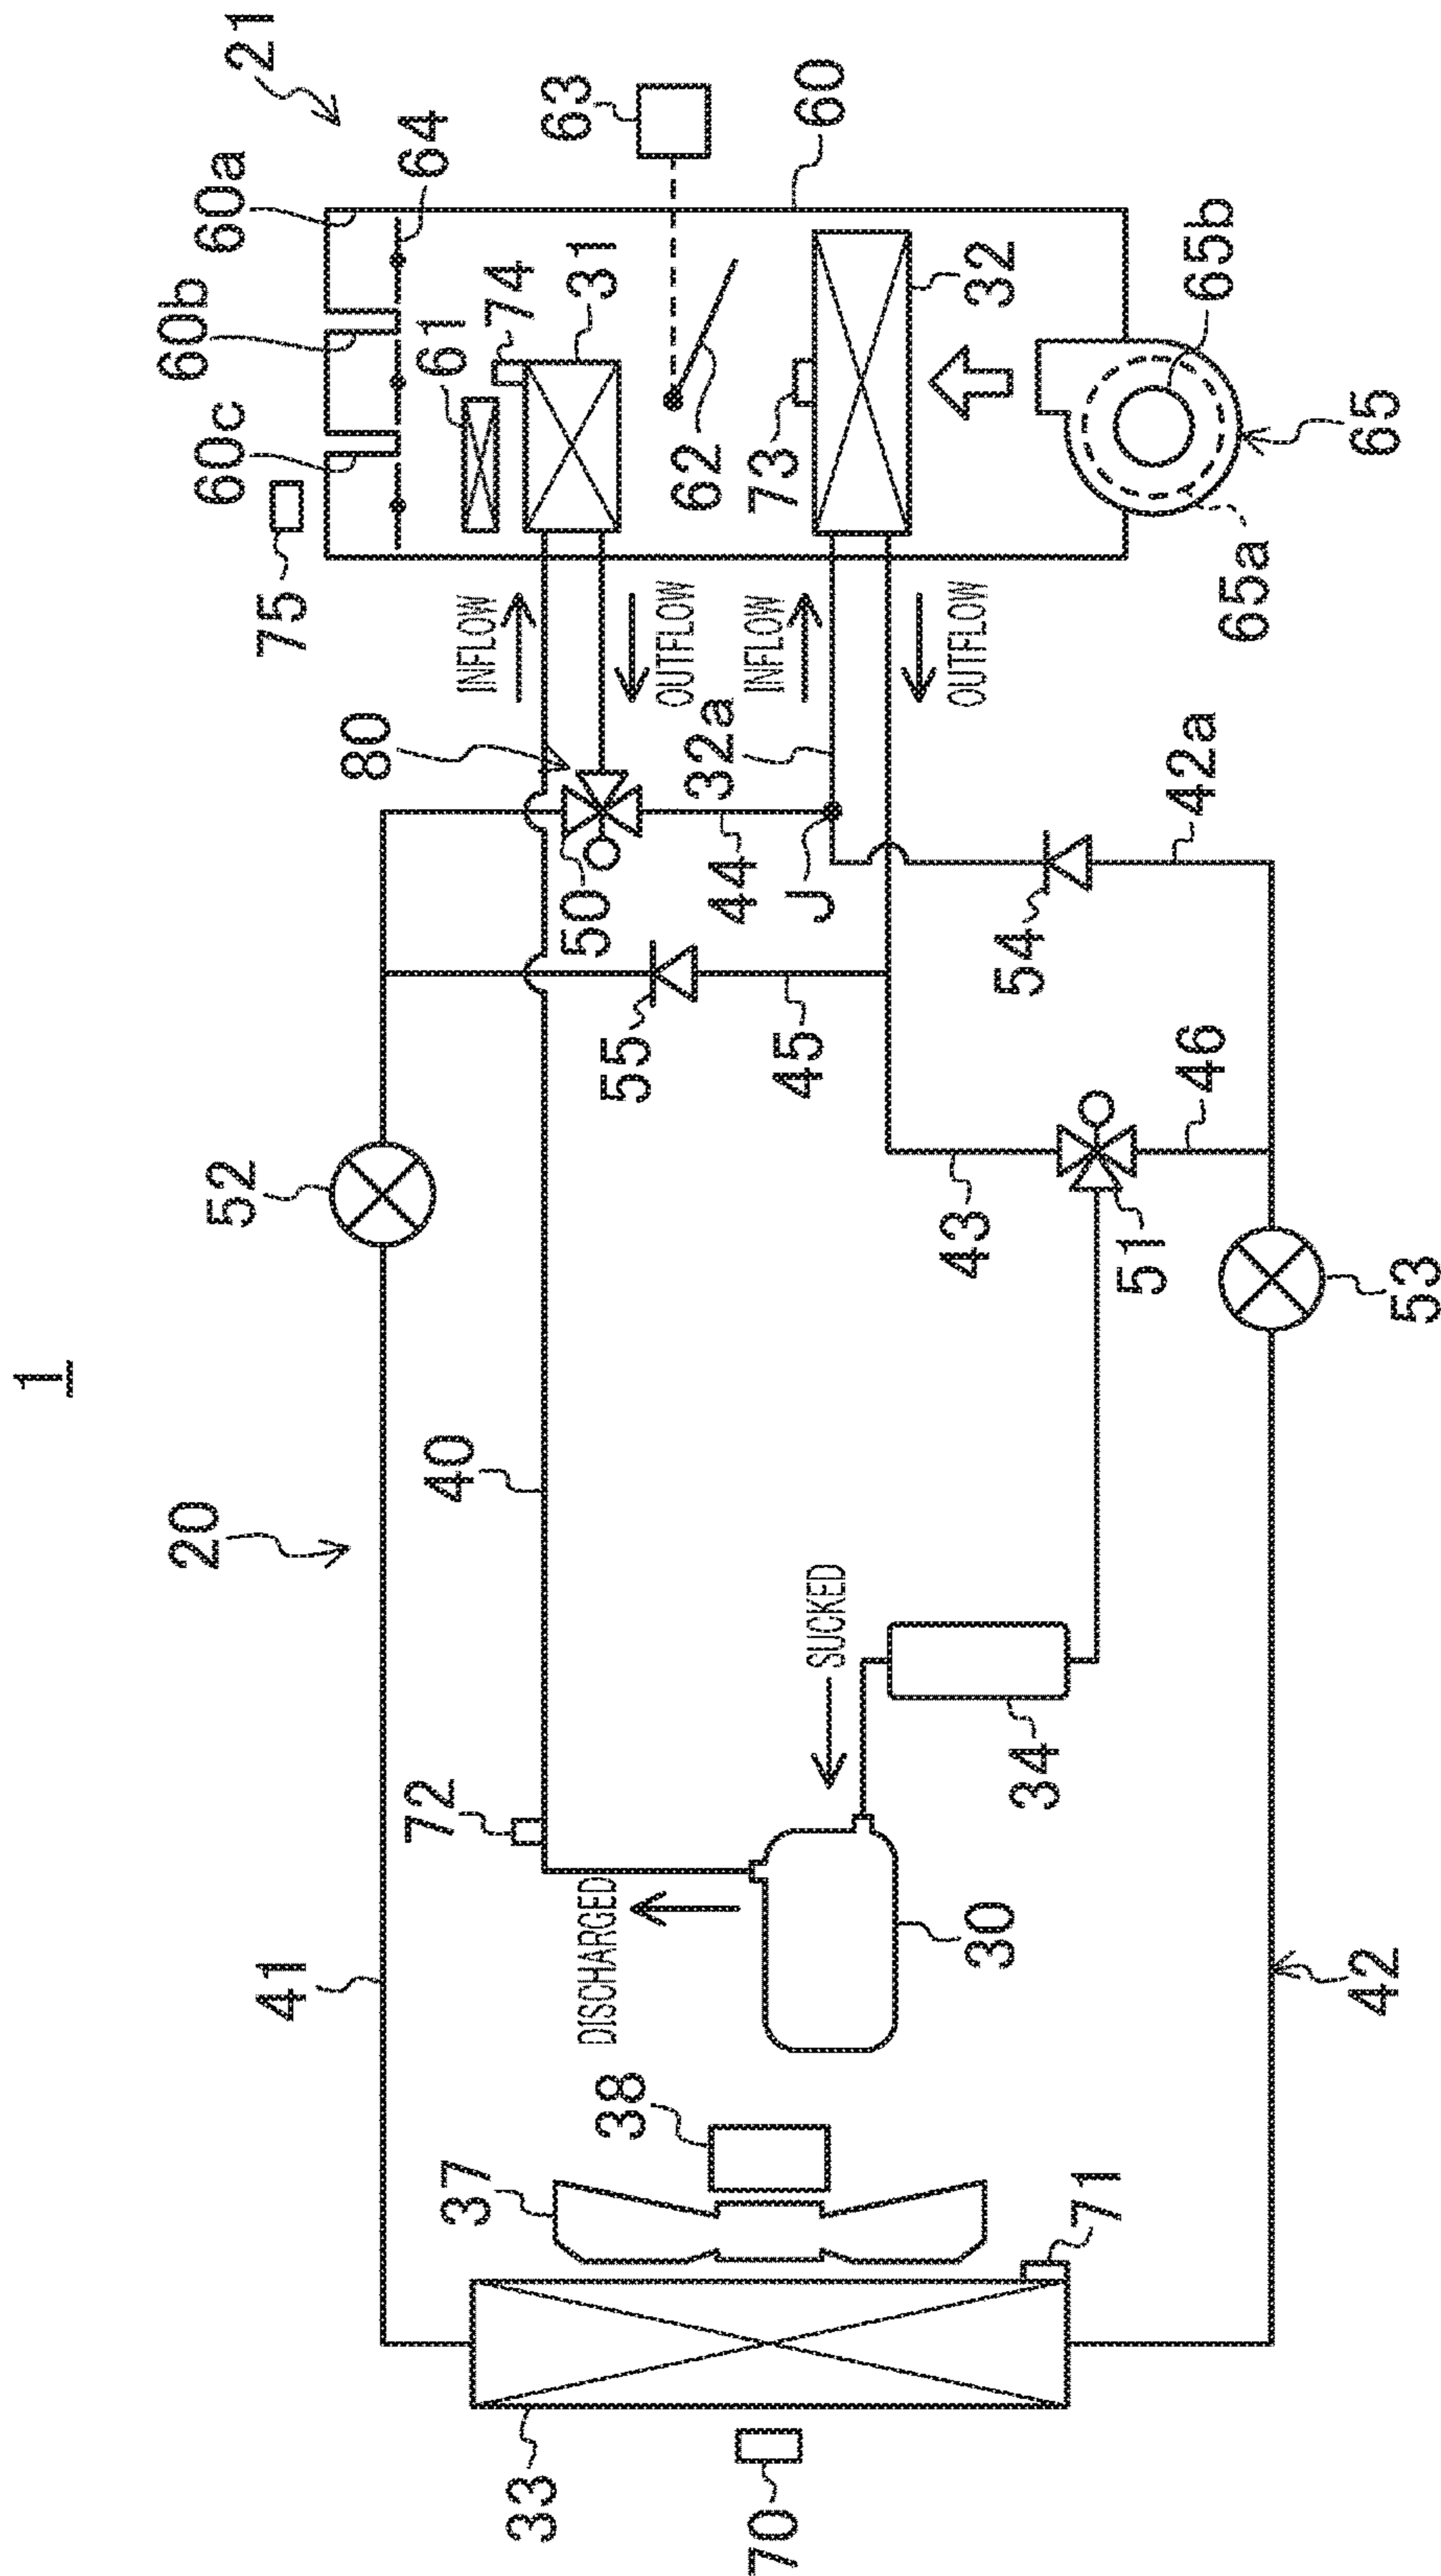 1
20
21
41
72
40
52
80
75
60c
60b
60a
64
61
74
31
63
60
INFLOW
OUTFLOW
INFLOW
OUTFLOW
62
73
32
65b
65
65a
50
44
32a
J
42a
54
55
45
46
43
51
53
SUCKED
34
DISCHARGED
30
38
37
71
33
70
42